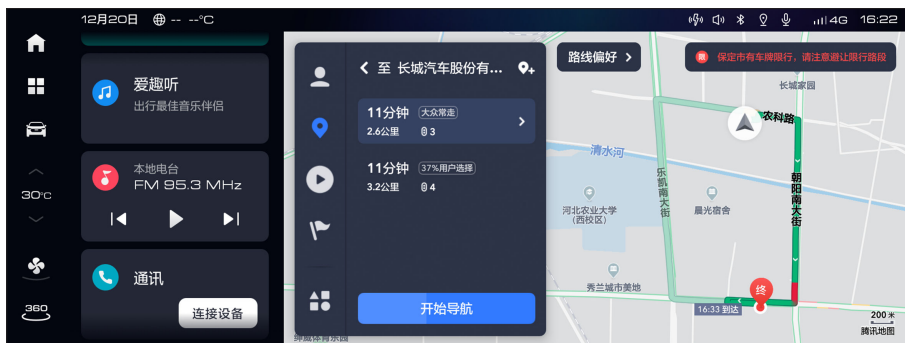 12月20日 -- --°C
4G 16:22
30°C
360
爱趣听
出行最佳音乐伴侣
本地电台
FM 95.3 MHz
通讯
连接设备
至 长城汽车股份有...
11分钟 大众常走
2.6公里 3
11分钟 37%用户选择
3.2公里 4
开始导航
路线偏好
限 保定市有车牌限行，请注意避让限行路段
长城家园
农科路
清水河
乐凯南大街
朝阳南大街
河北农业大学
(西校区)
晨光宿舍
秀兰城市美地
终
16:33 到达
200米
腾讯地图